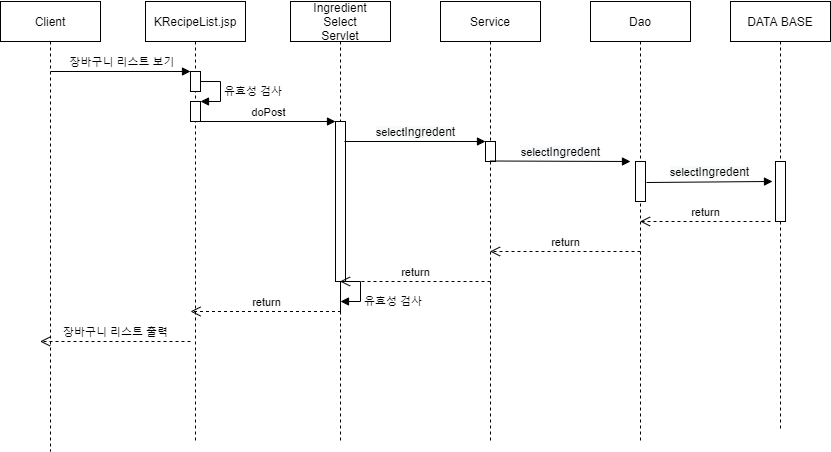 Client
KRecipeList.jsp
Ingredient
Select
Servlet
Service
Dao
DATA BASE
장바구니 리스트 보기
유효성 검사
doPost
selectIngredent
selectIngredent
selectIngredent
return
return
return
유효성 검사
return
장바구니 리스트 출력